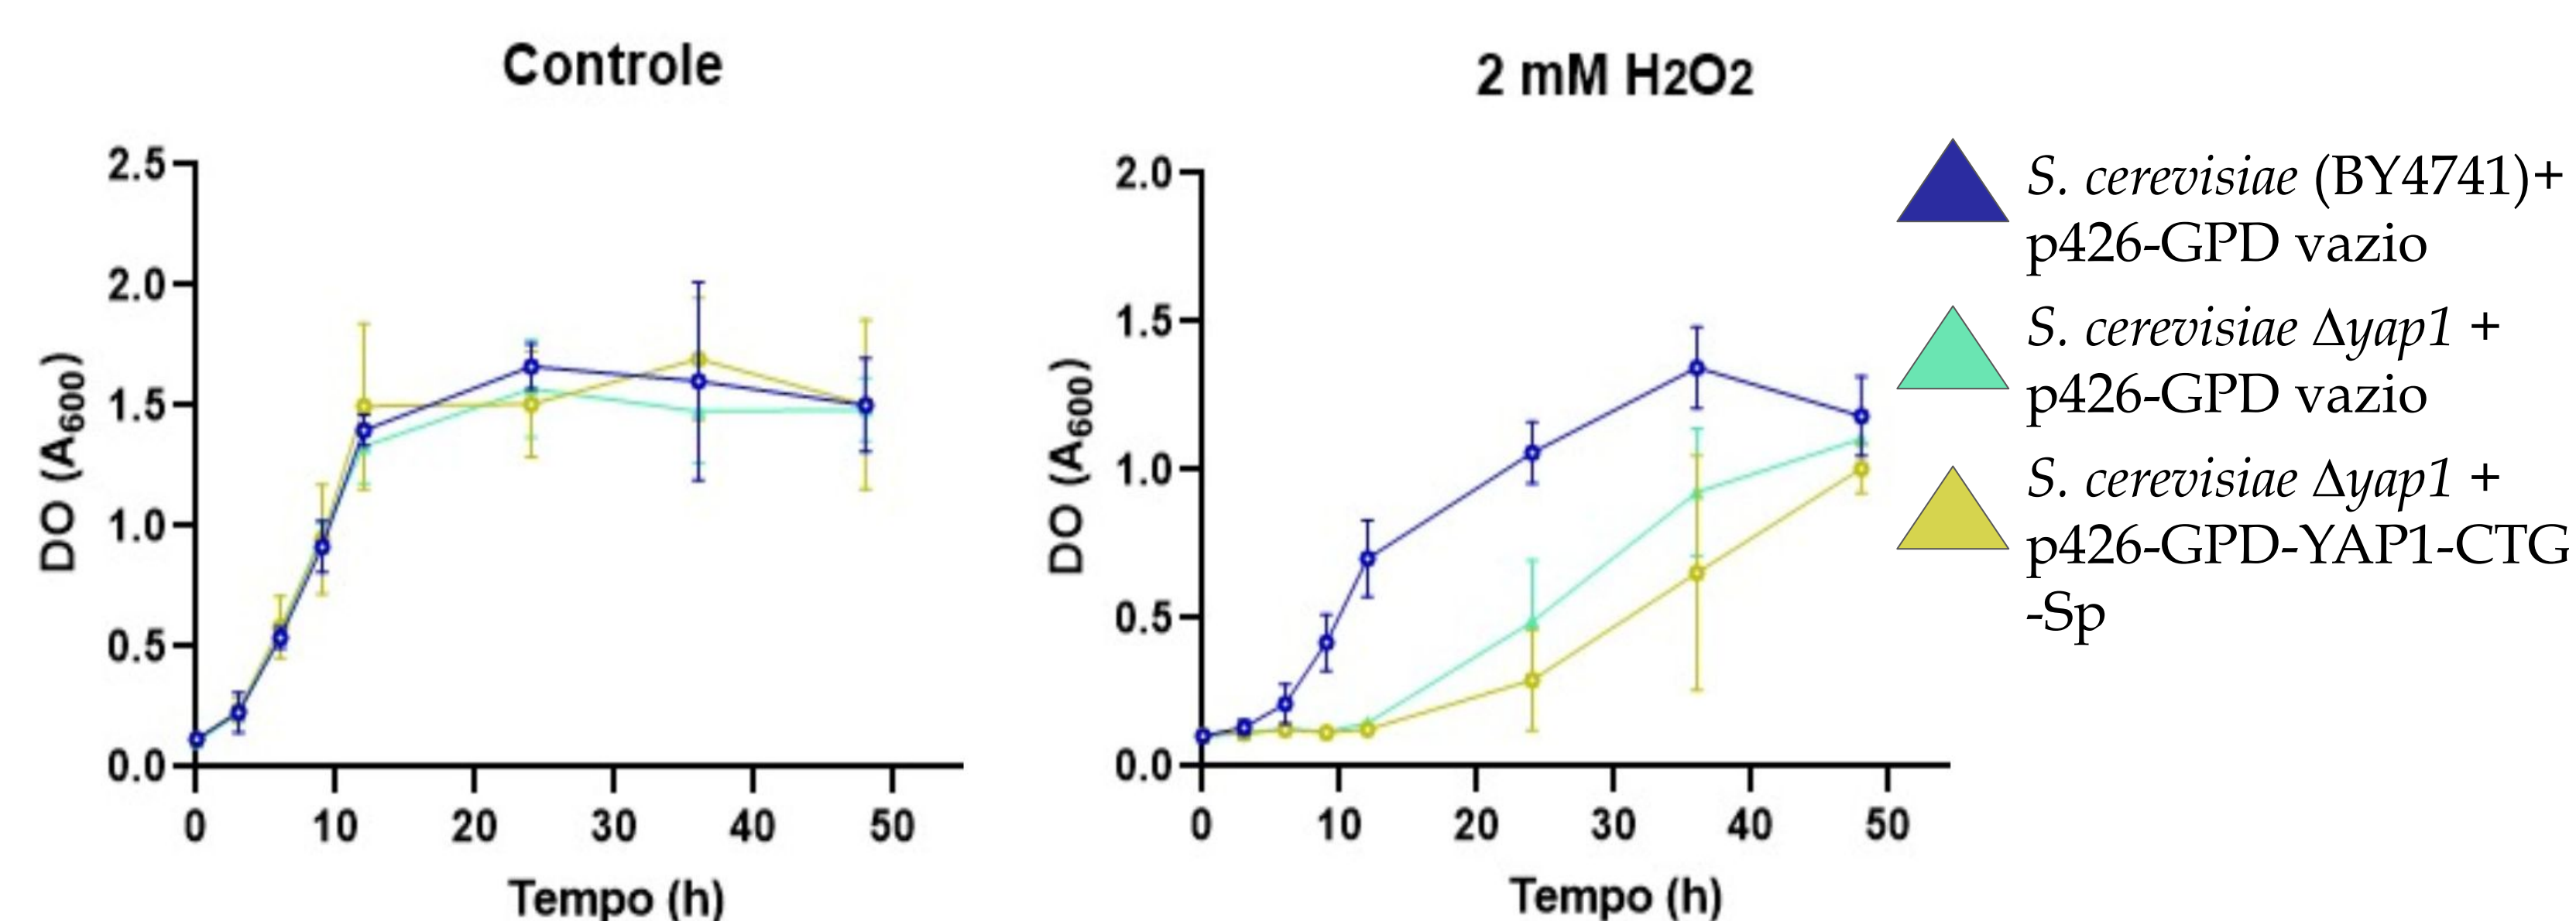 Controle
2.5
2.0
1.5
1.0
0.5
0.0
DO (A600)
0 10 20 30 40 50
Tempo (h)
2 mM H2O2
2.0
1.5
1.0
0.5
0.0
DO (A600)
0 10 20 30 40 50
Tempo (h)
S. cerevisiae (BY4741)+
p426-GPD vazio
S. cerevisiae Δyap1 +
p426-GPD vazio
S. cerevisiae Δyap1 +
p426-GPD-YAP1-CTG
-Sp